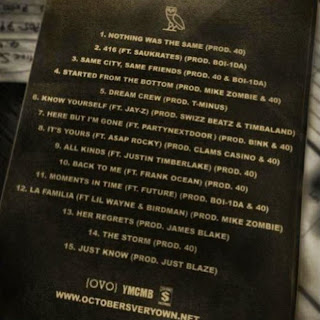 1. NOTHING WAS THE SAME (PROD. 40)
2. 416 (FT. SAUKRATES) (PROD. BOI-1DA)
3. SAME CITY, SAME FRIENDS (PROD. 40 & BOI-1DA)
4. STARTED FROM THE BOTTOM (PROD. MIKE ZOMBIE & 40)
5. DREAM CREW (PROD. T-MINUS)
6. KNOW YOURSELF (FT. JAY-Z) (PROD. SWIZZ BEATZ & TIMBALAND)
7. HERE BUT I'M GONE (FT. PARTYNEXTDOOR) (PROD. B!NK & 40)
8. IT'S YOURS (FT. A$AP ROCKY) (PROD. CLAMS CASINO & 40)
9. ALL KINDS (FT. JUSTIN TIMBERLAKE) (PROD. 40)
10. BACK TO ME (FT. FRANK OCEAN) (PROD. 40)
11. MOMENTS IN TIME (FT. FUTURE) (PROD. BOI-1DA & 40)
12. LA FAMILIA (FT LIL WAYNE & BIRDMAN) (PROD. MIKE ZOMBIE)
13. HER REGRETS (PROD. JAMES BLAKE)
14. THE STORM (PROD. 40)
15. JUST KNOW (PROD. JUST BLAZE)
(OVO) YMCMB
WWW.OCTOBERSVERYOWN.NET